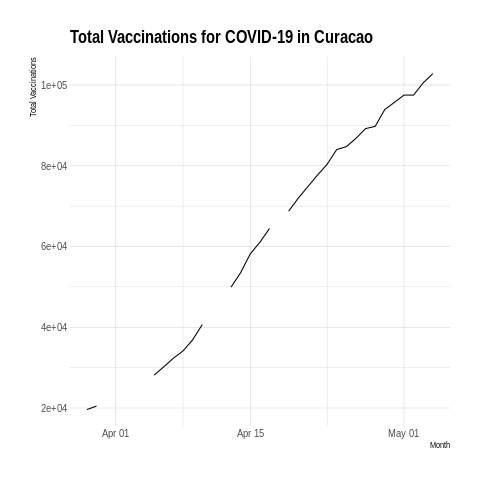 Total Vaccinations for COVID-19 in Curacao
Total Vaccinations
1e+05
8e+04
6e+04
4e+04
2e+04
Apr 01
Apr 15
May 01
Month